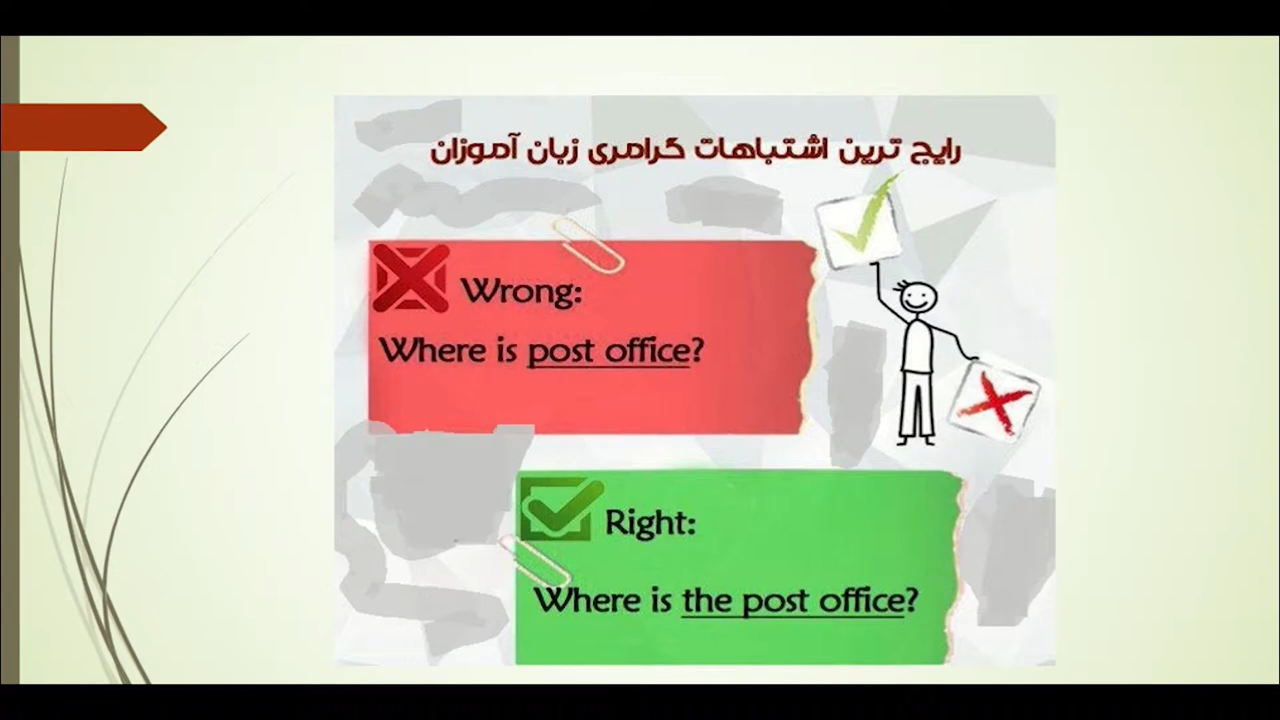 رایج ترین اشتباهات گرامری زبان آموزان
Wrong:
Where is post office?
Right:
Where is the post office?